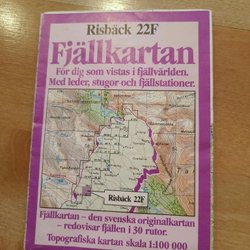 Risbäck 22F
Fjällkartan
För dig som vistas i fjällvärlden.
Med leder, stugor och fjällstationer.
Risbäck 22F
Fjällkartan – den svenska originalkartan
– redovisar fjällen i 30 rutor.
Topografiska kartan skala 1:100 000